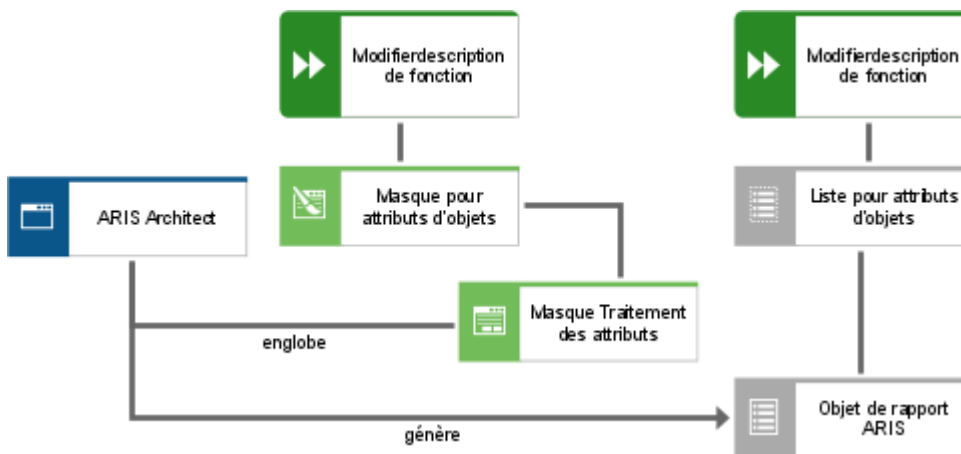 Modifierdescription
de fonction
Modifierdescription
de fonction
ARIS Architect
Masque pour
attributs d'objets
Liste pour attributs
d'objets
Masque Traitement
des attributs
englobe
Objet de rapport
ARIS
génère